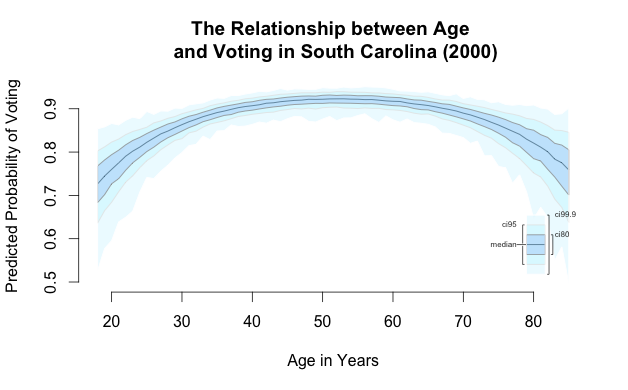 The Relationship between Age
and Voting in South Carolina (2000)
Predicted Probability of Voting
0.9
0.8
0.7
0.6
0.5
ci95
median
ci99.9
ci80
20 30 40 50 60 70 80
Age in Years